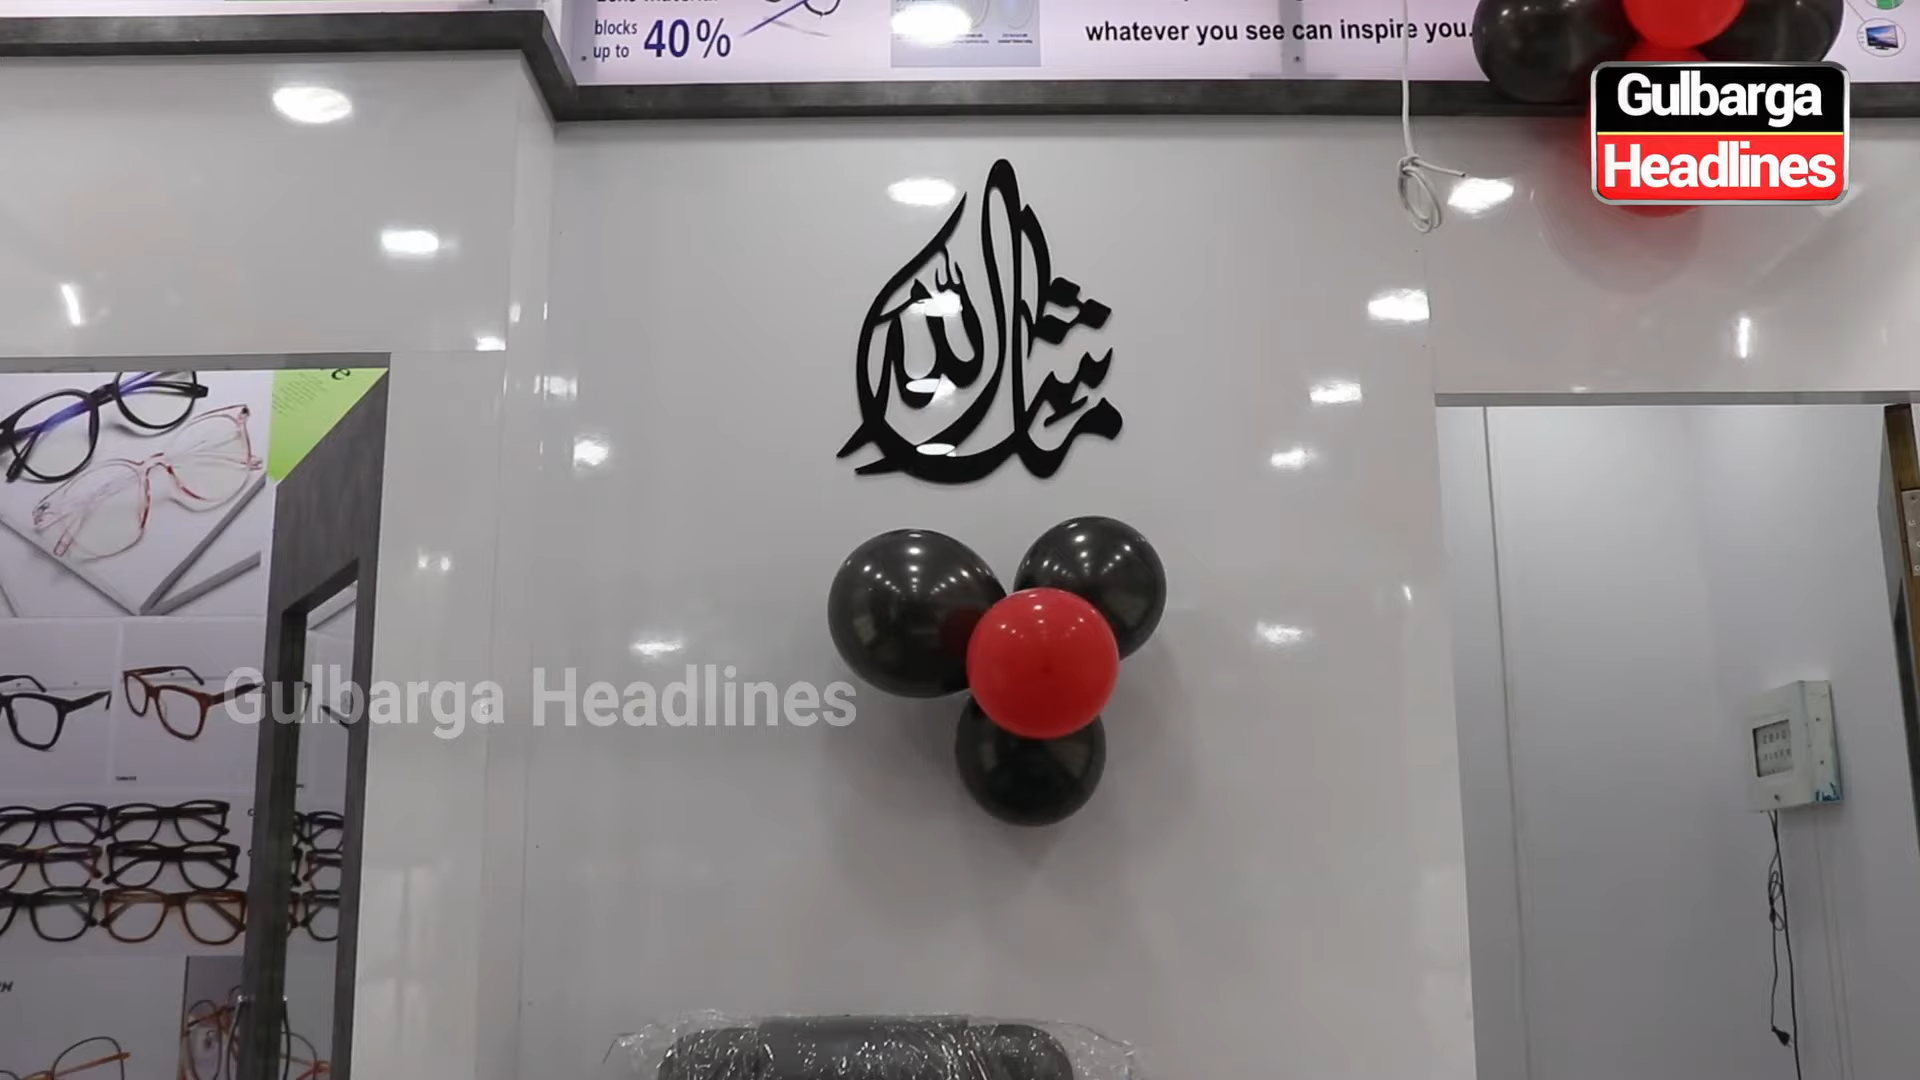 blocks
up to 40%
whatever you see can inspire you.
Gulbarga
Headlines
ما شاء الله
Gulbarga Headlines